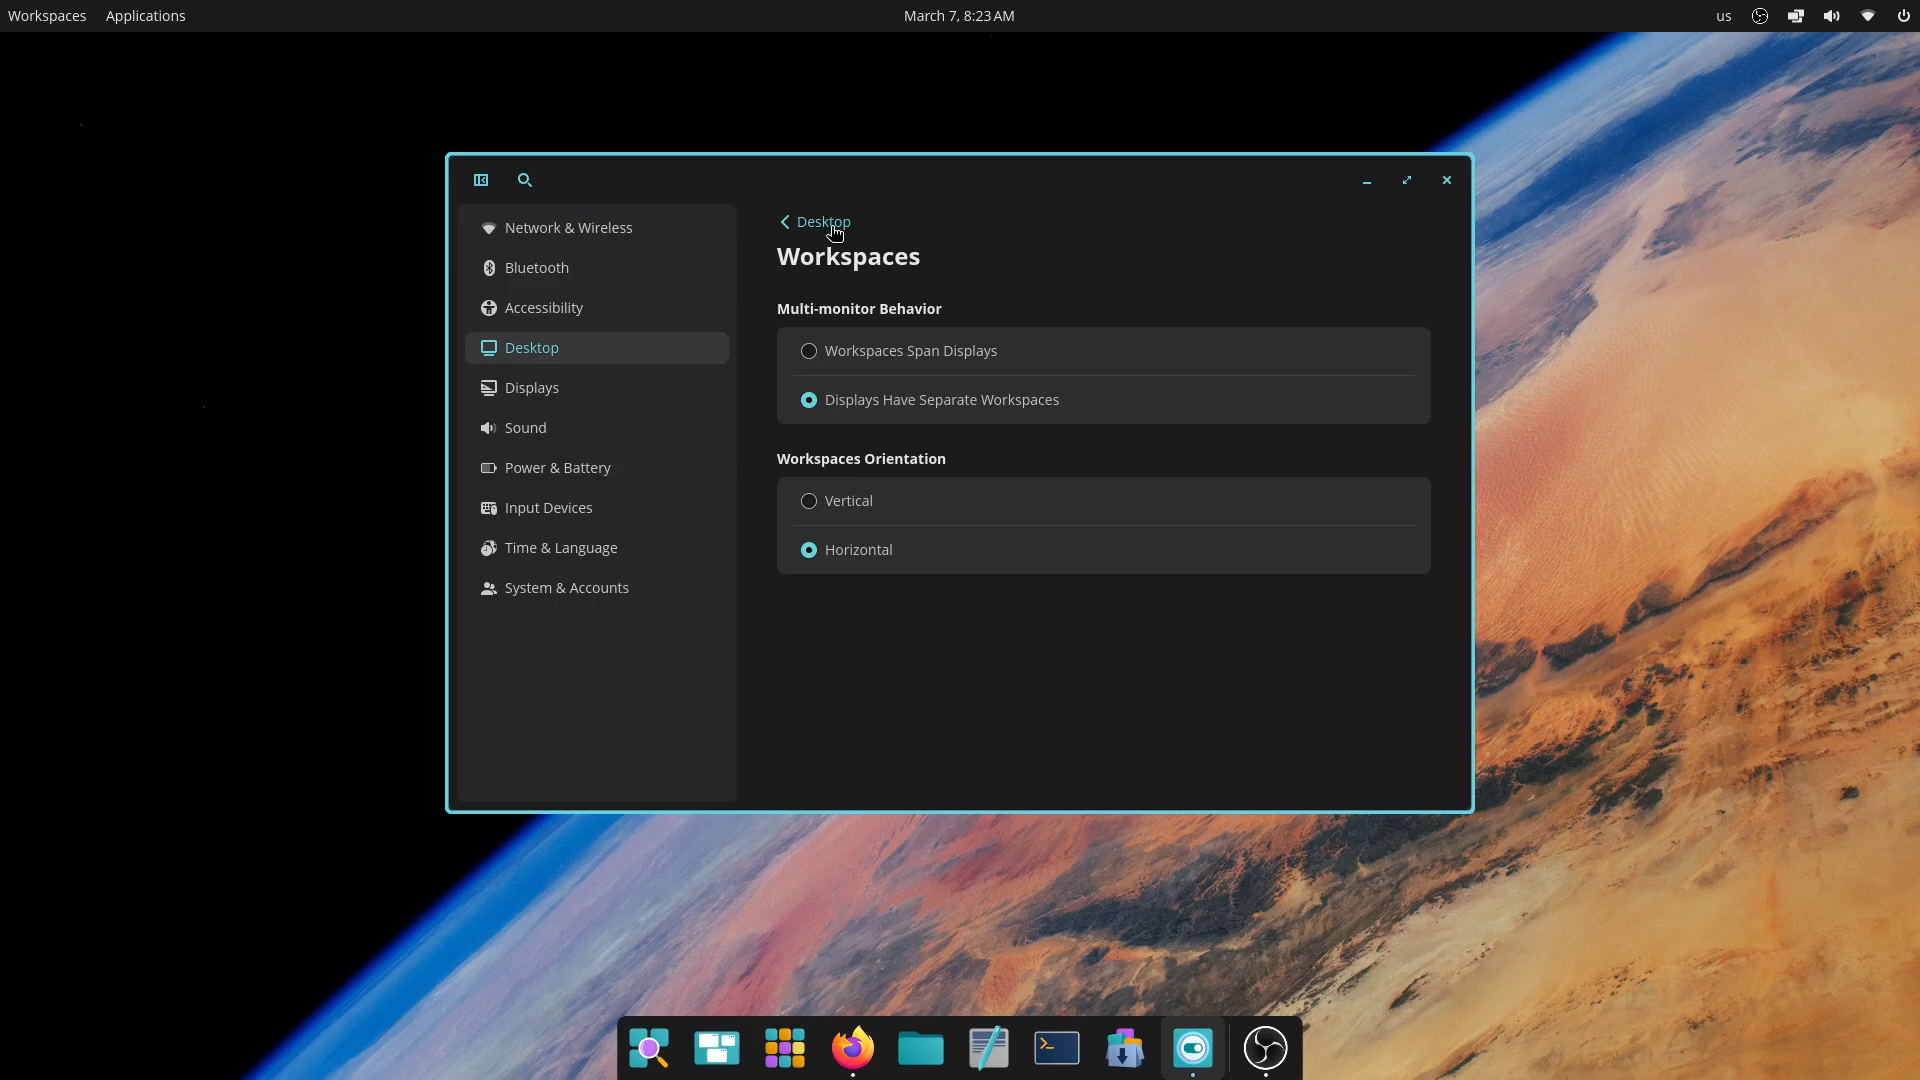 Workspaces Applications March 7, 8:23 AM us
Network & Wireless
Bluetooth
Accessibility
Desktop
Displays
Sound
Power & Battery
Input Devices
Time & Language
System & Accounts
Desktop
Workspaces
Multi-monitor Behavior
Workspaces Span Displays
Displays Have Separate Workspaces
Workspaces Orientation
Vertical
Horizontal